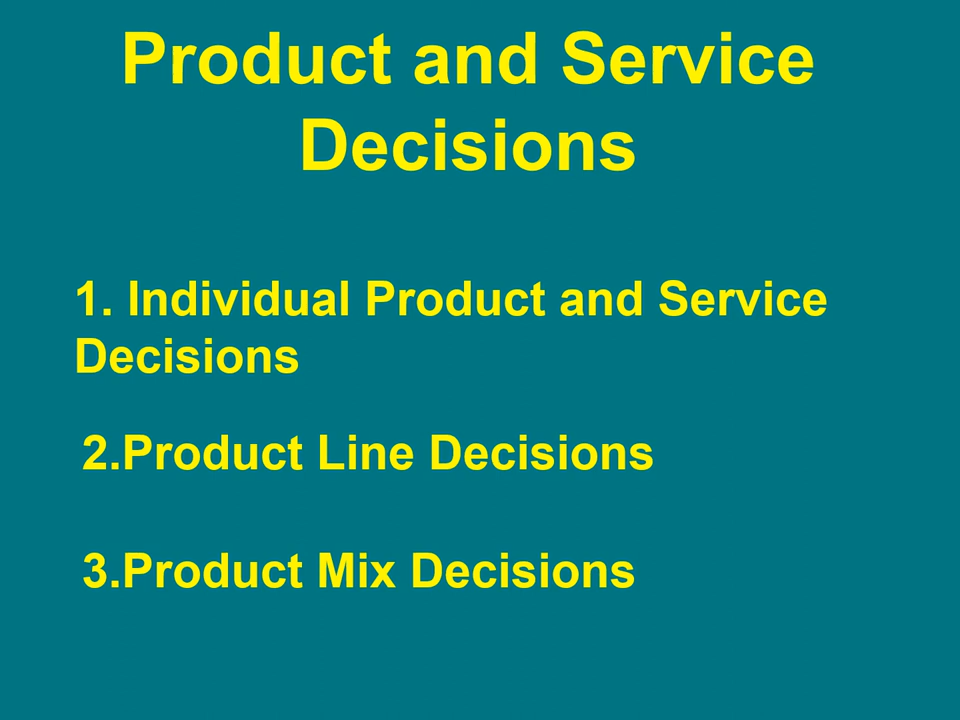 Product and Service
Decisions
1. Individual Product and Service
Decisions
2.Product Line Decisions
3.Product Mix Decisions